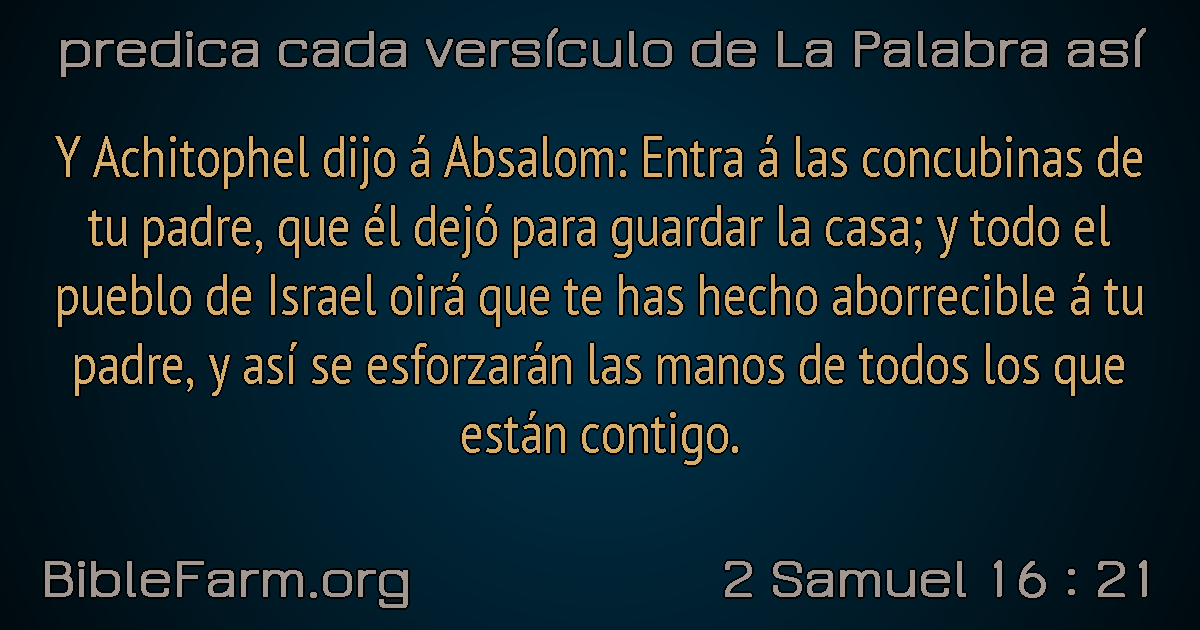 predica cada versículo de La Palabra así
Y Achitophel dijo á Absalom: Entra á las concubinas de
tu padre, que él dejó para guardar la casa; y todo el
pueblo de Israel oirá que te has hecho aborrecible á tu
padre, y así se esforzarán las manos de todos los que
están contigo.
BibleFarm.org
2 Samuel 16 : 21